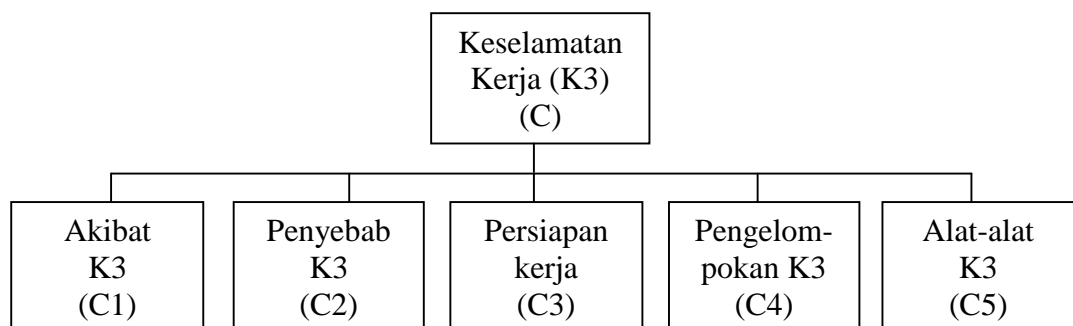 Keselamatan
Kerja (K3)
(C)
Akibat
K3
(C1)
Penyebab
K3
(C2)
Persiapan
kerja
(C3)
Pengelom-
pokan K3
(C4)
Alat-alat
K3
(C5)